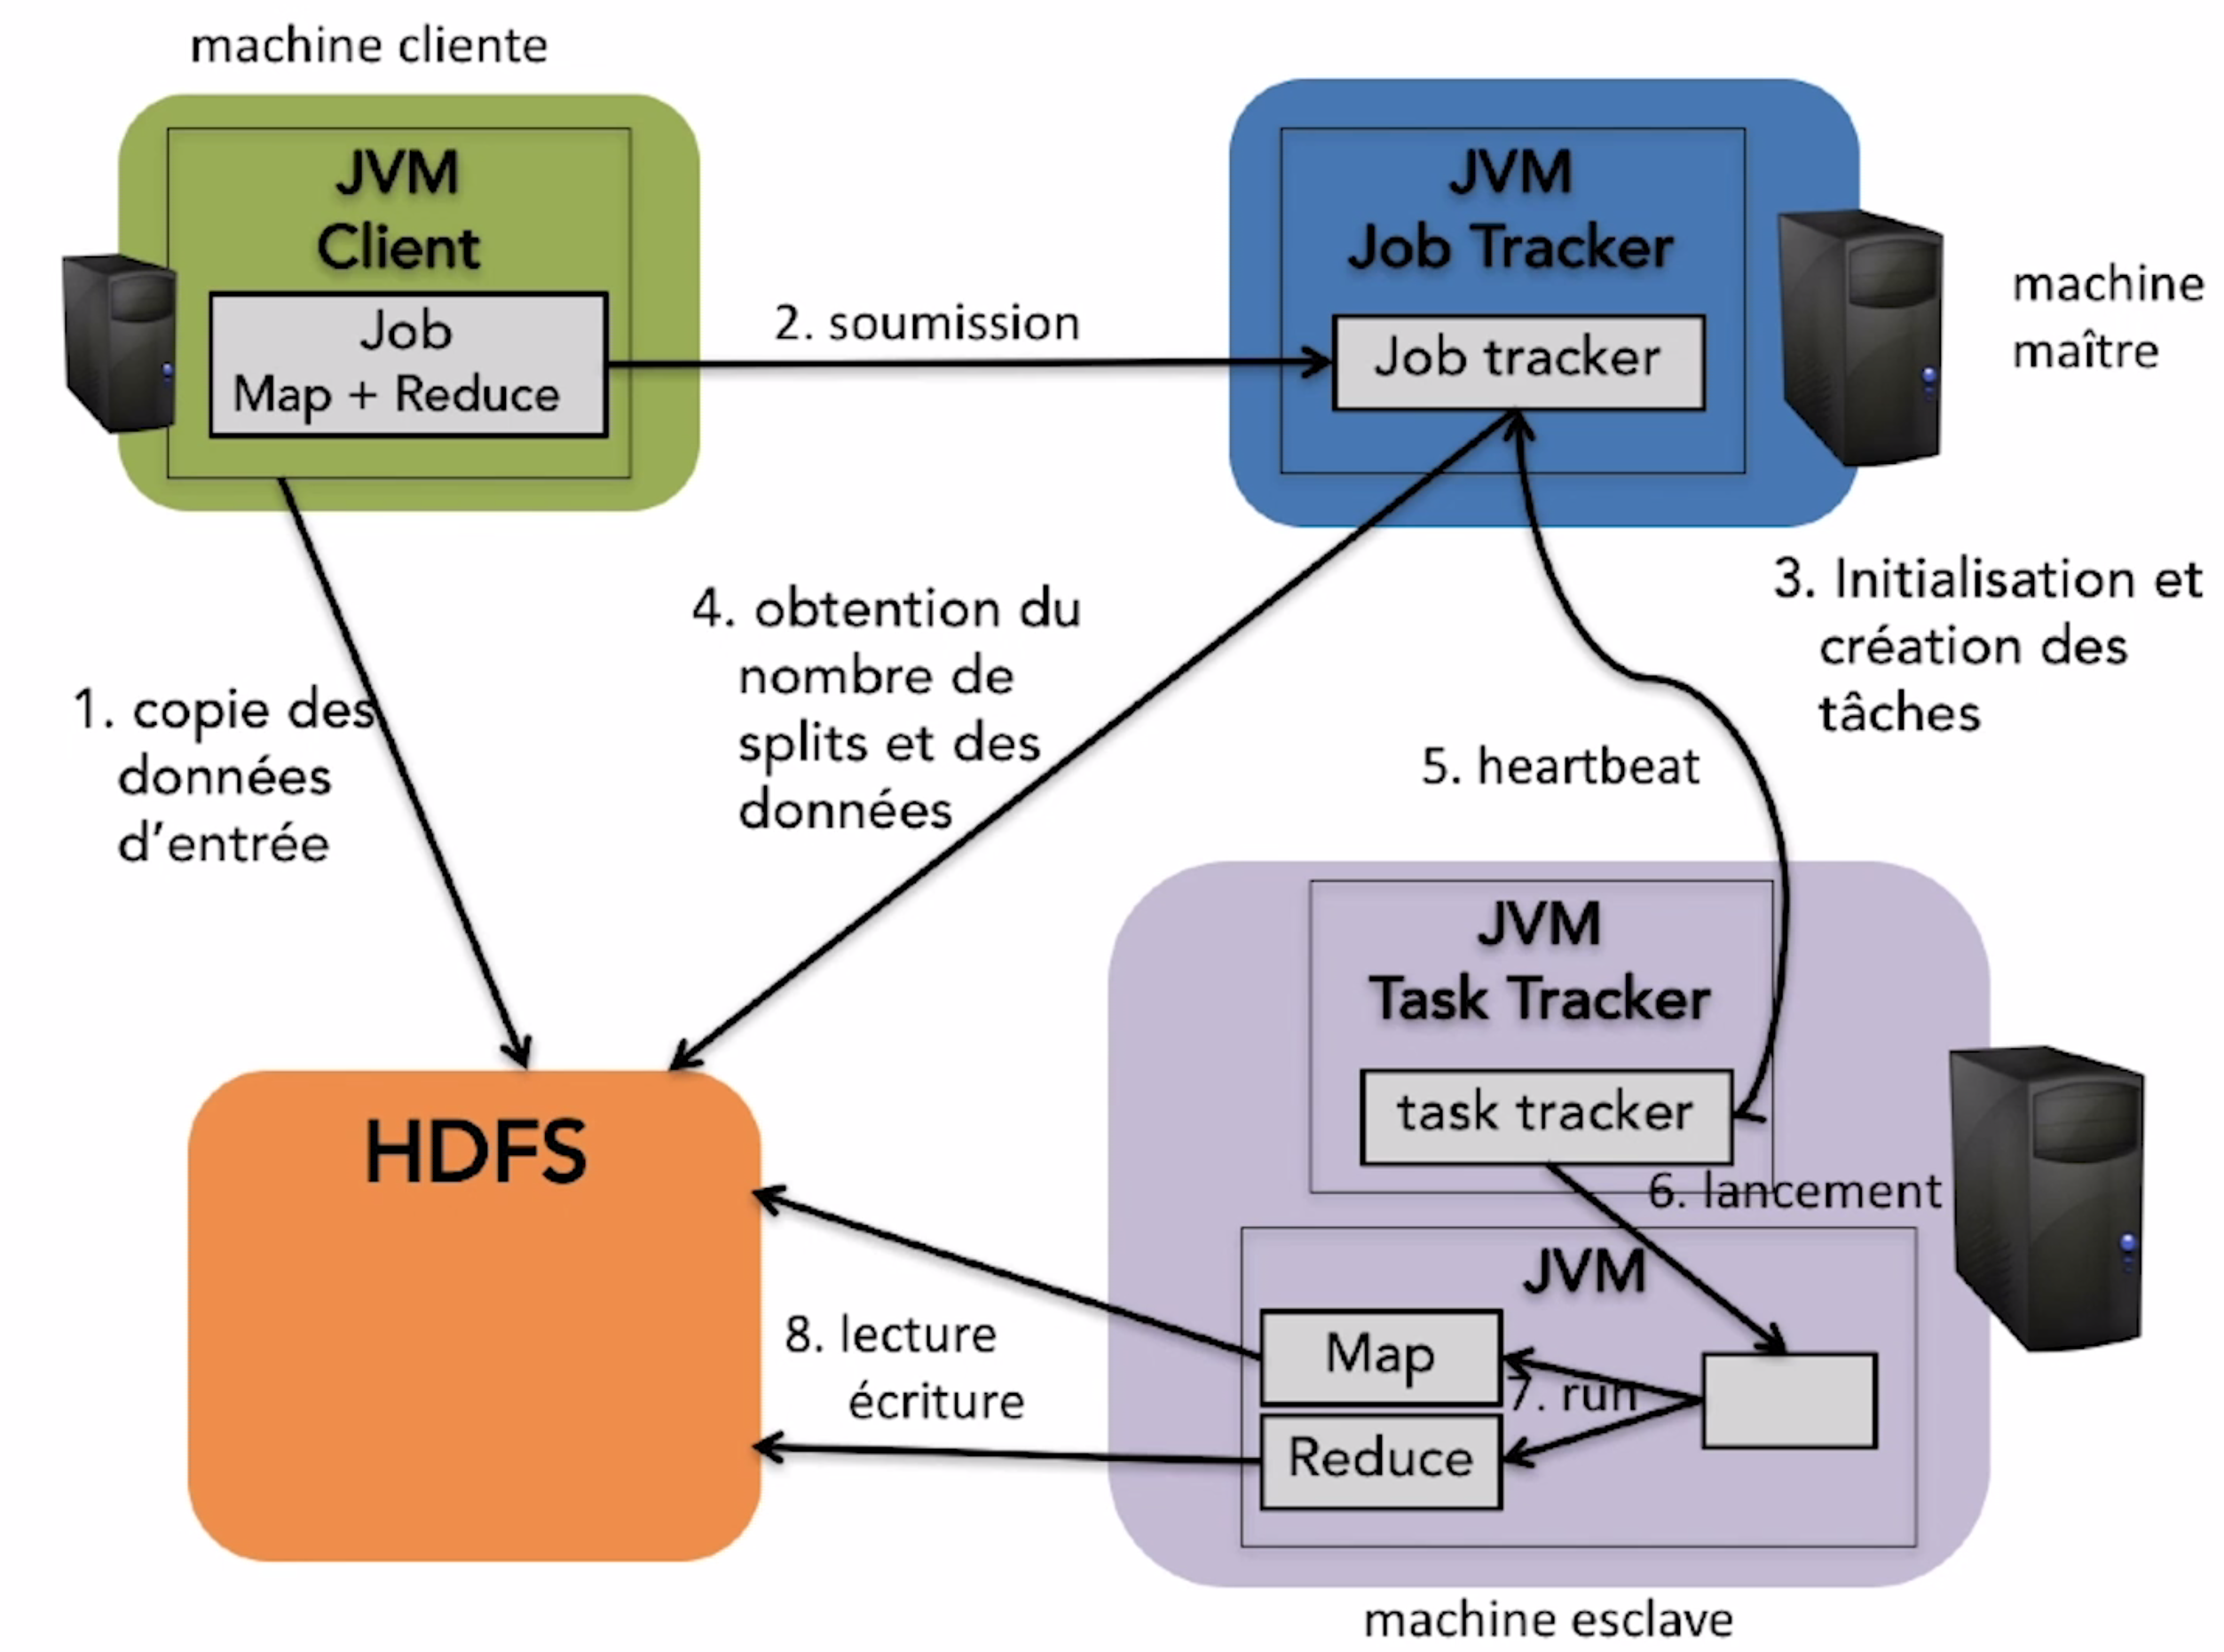 machine cliente
JVM
Client
Job
Map + Reduce
2. soumission
JVM
Job Tracker
Job tracker
machine
maître
1. copie des
données
d’entrée
4. obtention du
nombre de
splits et des
données
3. Initialisation et
création des
tâches
5. heartbeat
HDFS
JVM
Task Tracker
task tracker
6. lancement
JVM
Map
7. run
Reduce
8. lecture
écriture
machine esclave